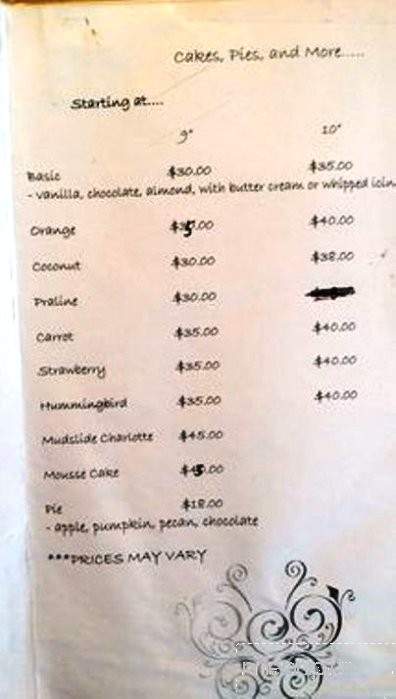 Cakes, Pies, and More.....
Starting at....
9" 10"
Basic $30.00 $35.00
- vanilla, chocolate, almond, with butter cream or whipped icin
Orange $35.00 $40.00
Coconut $30.00 $38.00
Praline $30.00
Carrot $35.00 $40.00
Strawberry $35.00 $40.00
Hummingbird $35.00 $40.00
Mudslide Charlotte $45.00
Mousse Cake $45.00
Pie $18.00
- apple, pumpkin, pecan, chocolate
***PRICES MAY VARY